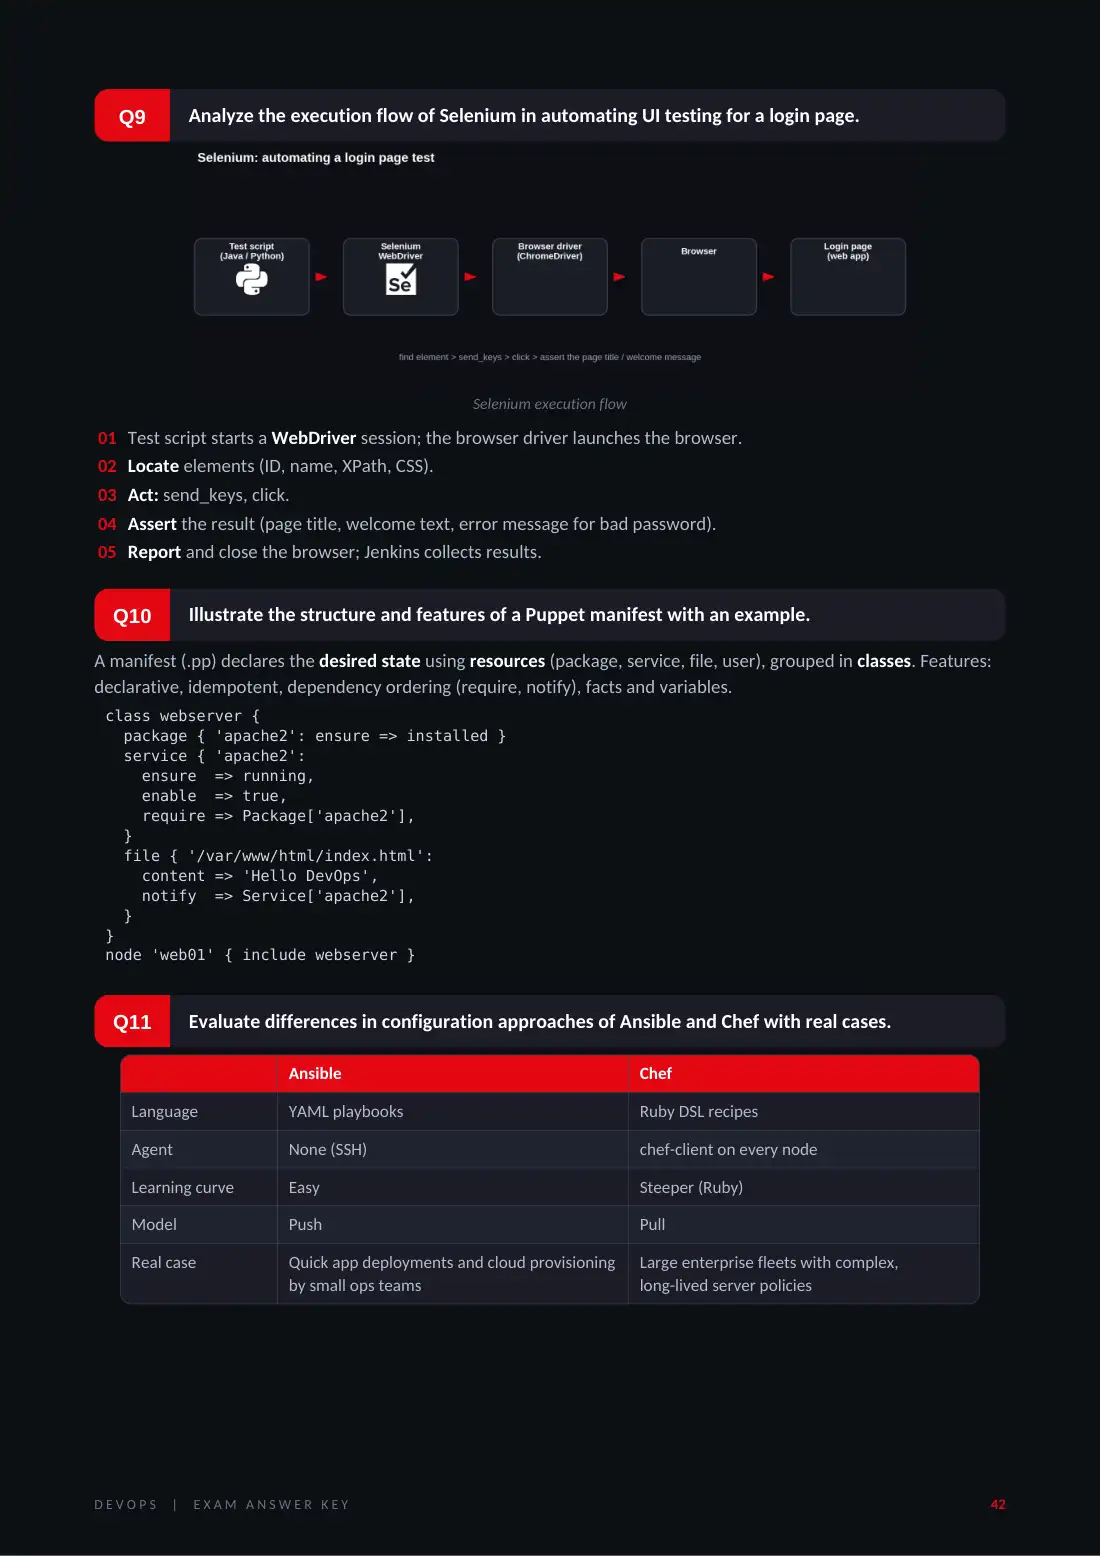 Q9 Analyze the execution flow of Selenium in automating UI testing for a login page.
Selenium: automating a login page test
Test script
(Java / Python)
Selenium
WebDriver
Se
Browser driver
(ChromeDriver)
Browser
Login page
(web app)
find element > send_keys > click > assert the page title / welcome message
Selenium execution flow
01 Test script starts a WebDriver session; the browser driver launches the browser.
02 Locate elements (ID, name, XPath, CSS).
03 Act: send_keys, click.
04 Assert the result (page title, welcome text, error message for bad password).
05 Report and close the browser; Jenkins collects results.
Q10 Illustrate the structure and features of a Puppet manifest with an example.
A manifest (.pp) declares the desired state using resources (package, service, file, user), grouped in classes. Features:
declarative, idempotent, dependency ordering (require, notify), facts and variables.
class webserver {
  package { 'apache2': ensure => installed }
  service { 'apache2':
    ensure  => running,
    enable  => true,
    require => Package['apache2'],
  }
  file { '/var/www/html/index.html':
    content => 'Hello DevOps',
    notify  => Service['apache2'],
  }
}
node 'web01' { include webserver }
Q11 Evaluate differences in configuration approaches of Ansible and Chef with real cases.
Ansible Chef
Language YAML playbooks Ruby DSL recipes
Agent None (SSH) chef-client on every node
Learning curve Easy Steeper (Ruby)
Model Push Pull
Real case Quick app deployments and cloud provisioning Large enterprise fleets with complex,
by small ops teams long-lived server policies
DEVOPS | EXAM ANSWER KEY 42